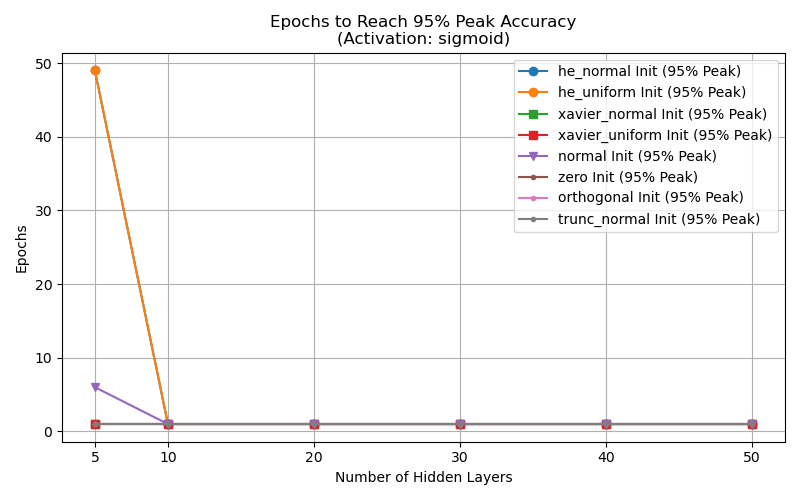 Epochs to Reach 95% Peak Accuracy
(Activation: sigmoid)
he_normal Init (95% Peak)
he_uniform Init (95% Peak)
xavier_normal Init (95% Peak)
xavier_uniform Init (95% Peak)
normal Init (95% Peak)
zero Init (95% Peak)
orthogonal Init (95% Peak)
trunc_normal Init (95% Peak)
Epochs
50
40
30
20
10
0
5 10 20 30 40 50
Number of Hidden Layers